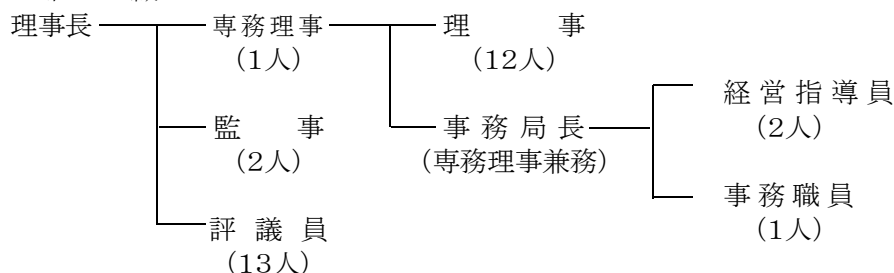 理事長 専務理事 理事
(1人) (12人)
経営指導員
監事 事務局長 (2人)
(2人) (専務理事兼務)
事務職員
評議員 (1人)
(13人)